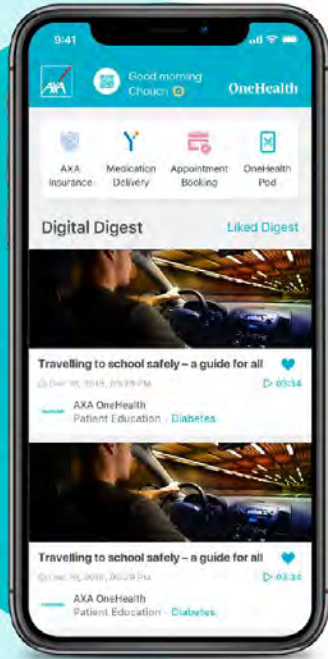 9:41
AXA
Good morning
OneHealth
AXA Insurance
Medication Delivery
Appointment Booking
OneHealth Pod
Digital Digest
Liked Digest
Travelling to school safely – a guide for all
03:34
AXA OneHealth
Patient Education - Diabetes
Travelling to school safely – a guide for all
03:34
AXA OneHealth
Patient Education - Diabetes